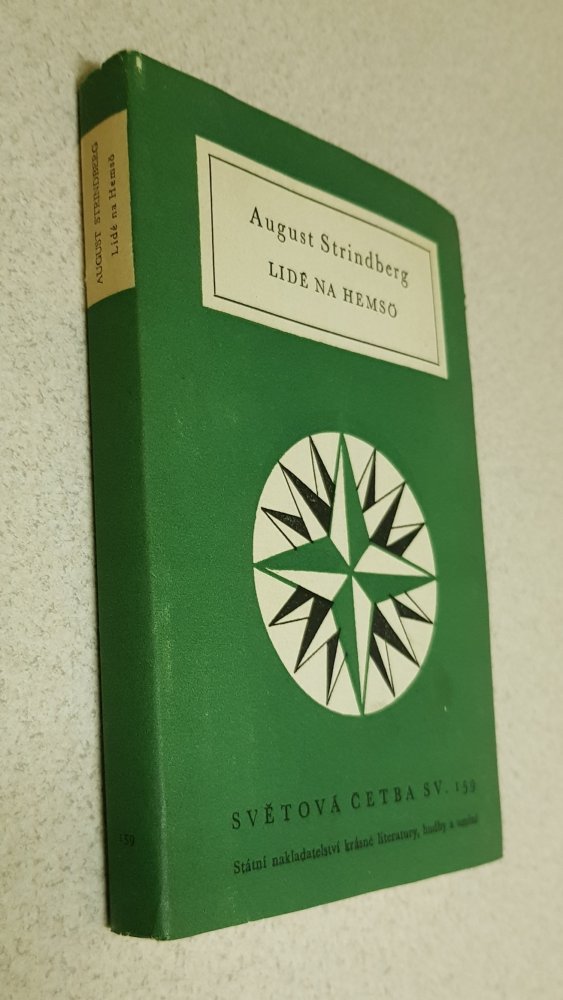 AUGUST STRINDBERG
Lidé na Hemsö
159
August Strindberg
LIDÉ NA HEMSÖ
SVĚTOVÁ ČETBA SV. 159
Státní nakladatelství krásné literatury, hudby a umění